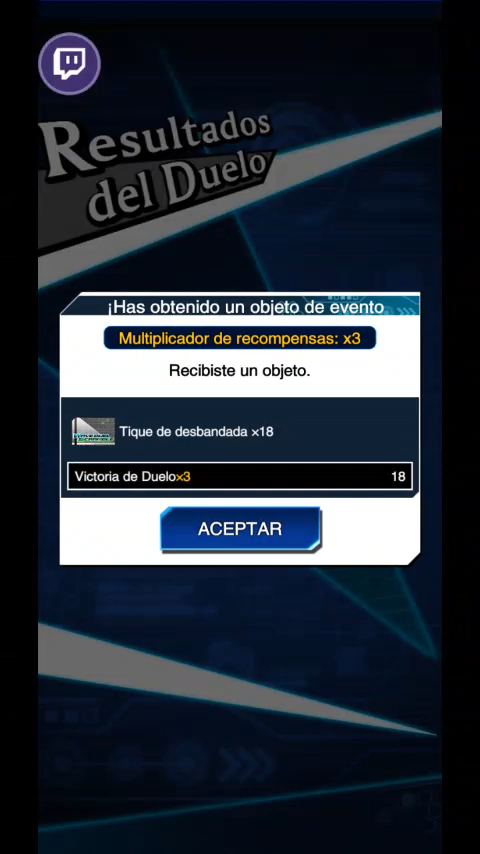 Resultados
del Duelo
¡Has obtenido un objeto de evento
Multiplicador de recompensas: x3
Recibiste un objeto.
Tique de desbandada ×18
Victoria de Duelo×3 18
ACEPTAR